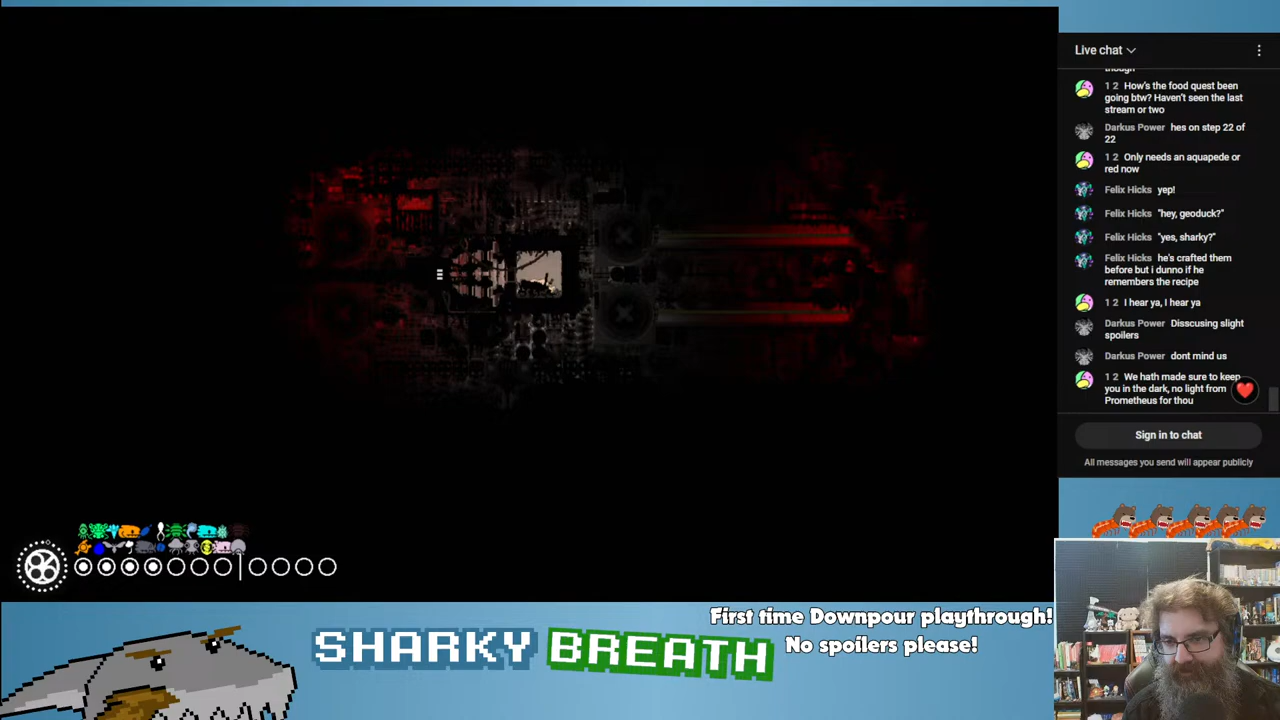 Live chat
though
1 2 How's the food quest been
going btw? Haven't seen the last
stream or two
Darkus Power hes on step 22 of
22
1 2 Only needs an aquapede or
red now
Felix Hicks yep!
Felix Hicks "hey, geoduck?"
Felix Hicks "yes, sharky?"
Felix Hicks he's crafted them
before but i dunno if he
remembers the recipe
1 2 I hear ya, I hear ya
Darkus Power Disscusing slight
spoilers
Darkus Power dont mind us
1 2 We hath made sure to keep
you in the dark, no light from
Prometheus for thou
Sign in to chat
All messages you send will appear publicly
First time Downpour playthrough!
No spoilers please!
SHARKY BREATH